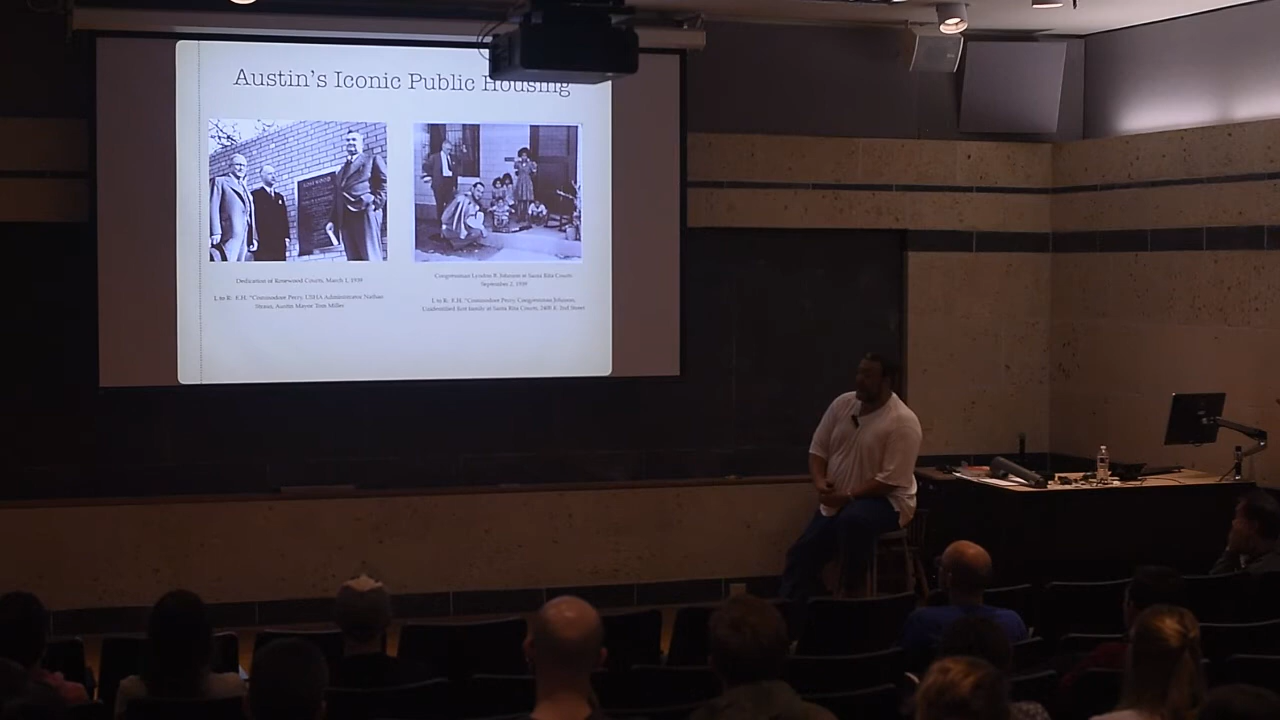 Austin's Iconic Public Housing
ROSEWOOD
Dedication of Rosewood Courts, March 1, 1939
L to R: E.H. "Commodore Perry, USHA Administrator Nathan
Straus, Austin Mayor Tom Miller
Congressman Lyndon B. Johnson at Santa Rita Courts
September 2, 1939
L to R: E.H. "Commodore Perry, Congressman Johnson,
Unidentified first family at Santa Rita Courts, 2400 E. 2nd Street